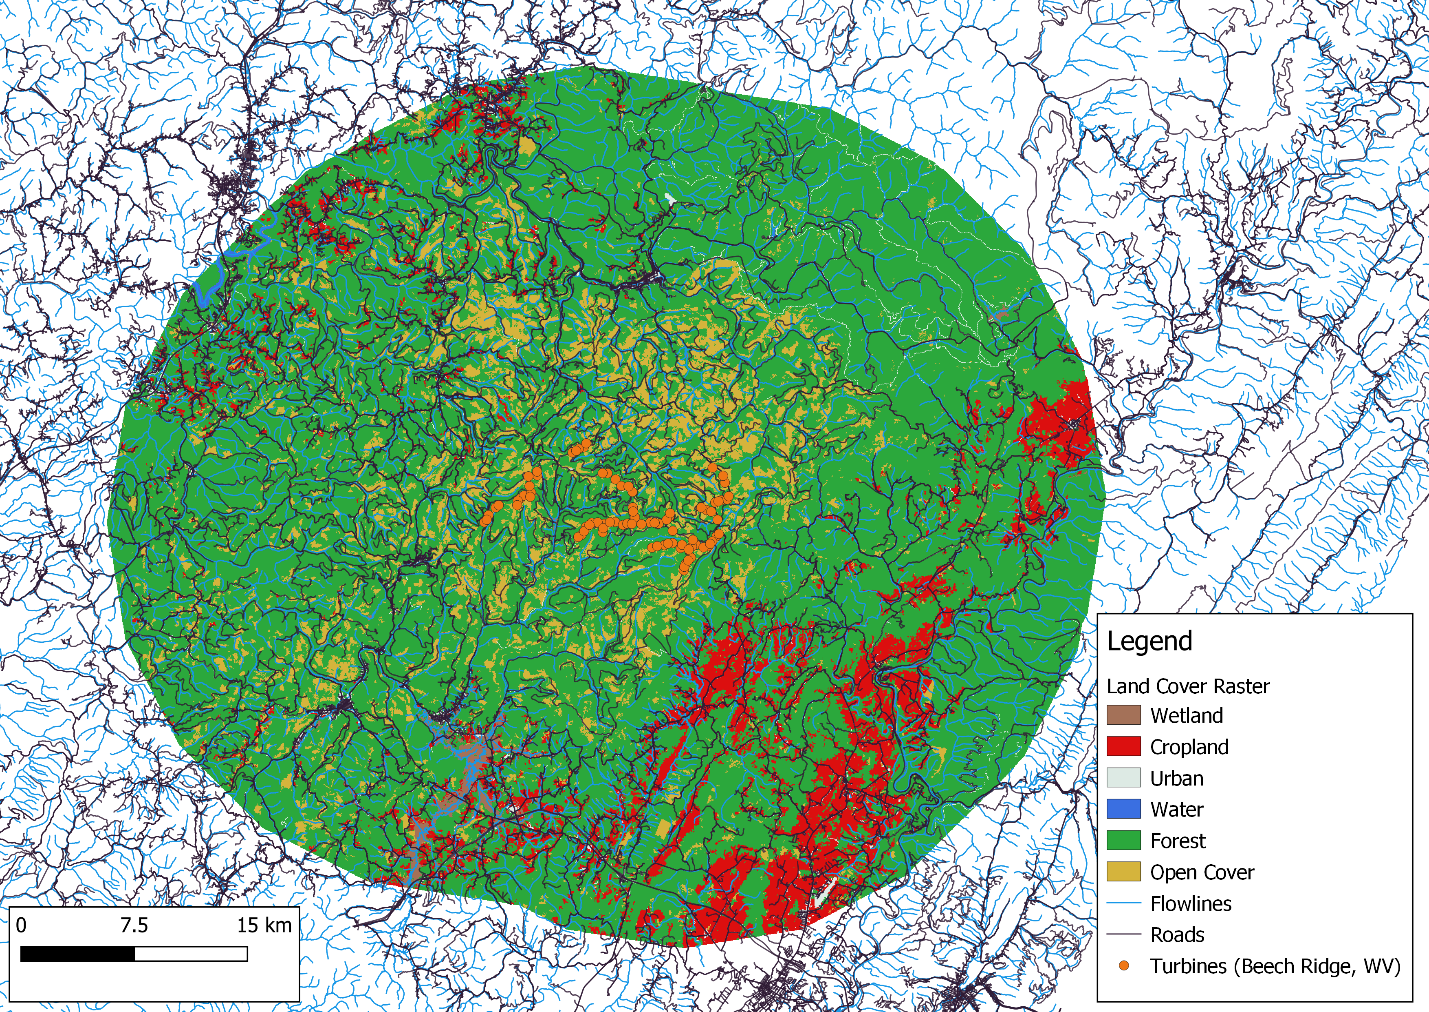 Legend
Land Cover Raster
Wetland
Cropland
Urban
Water
Forest
Open Cover
Flowlines
Roads
Turbines (Beech Ridge, WV)
0 7.5 15 km